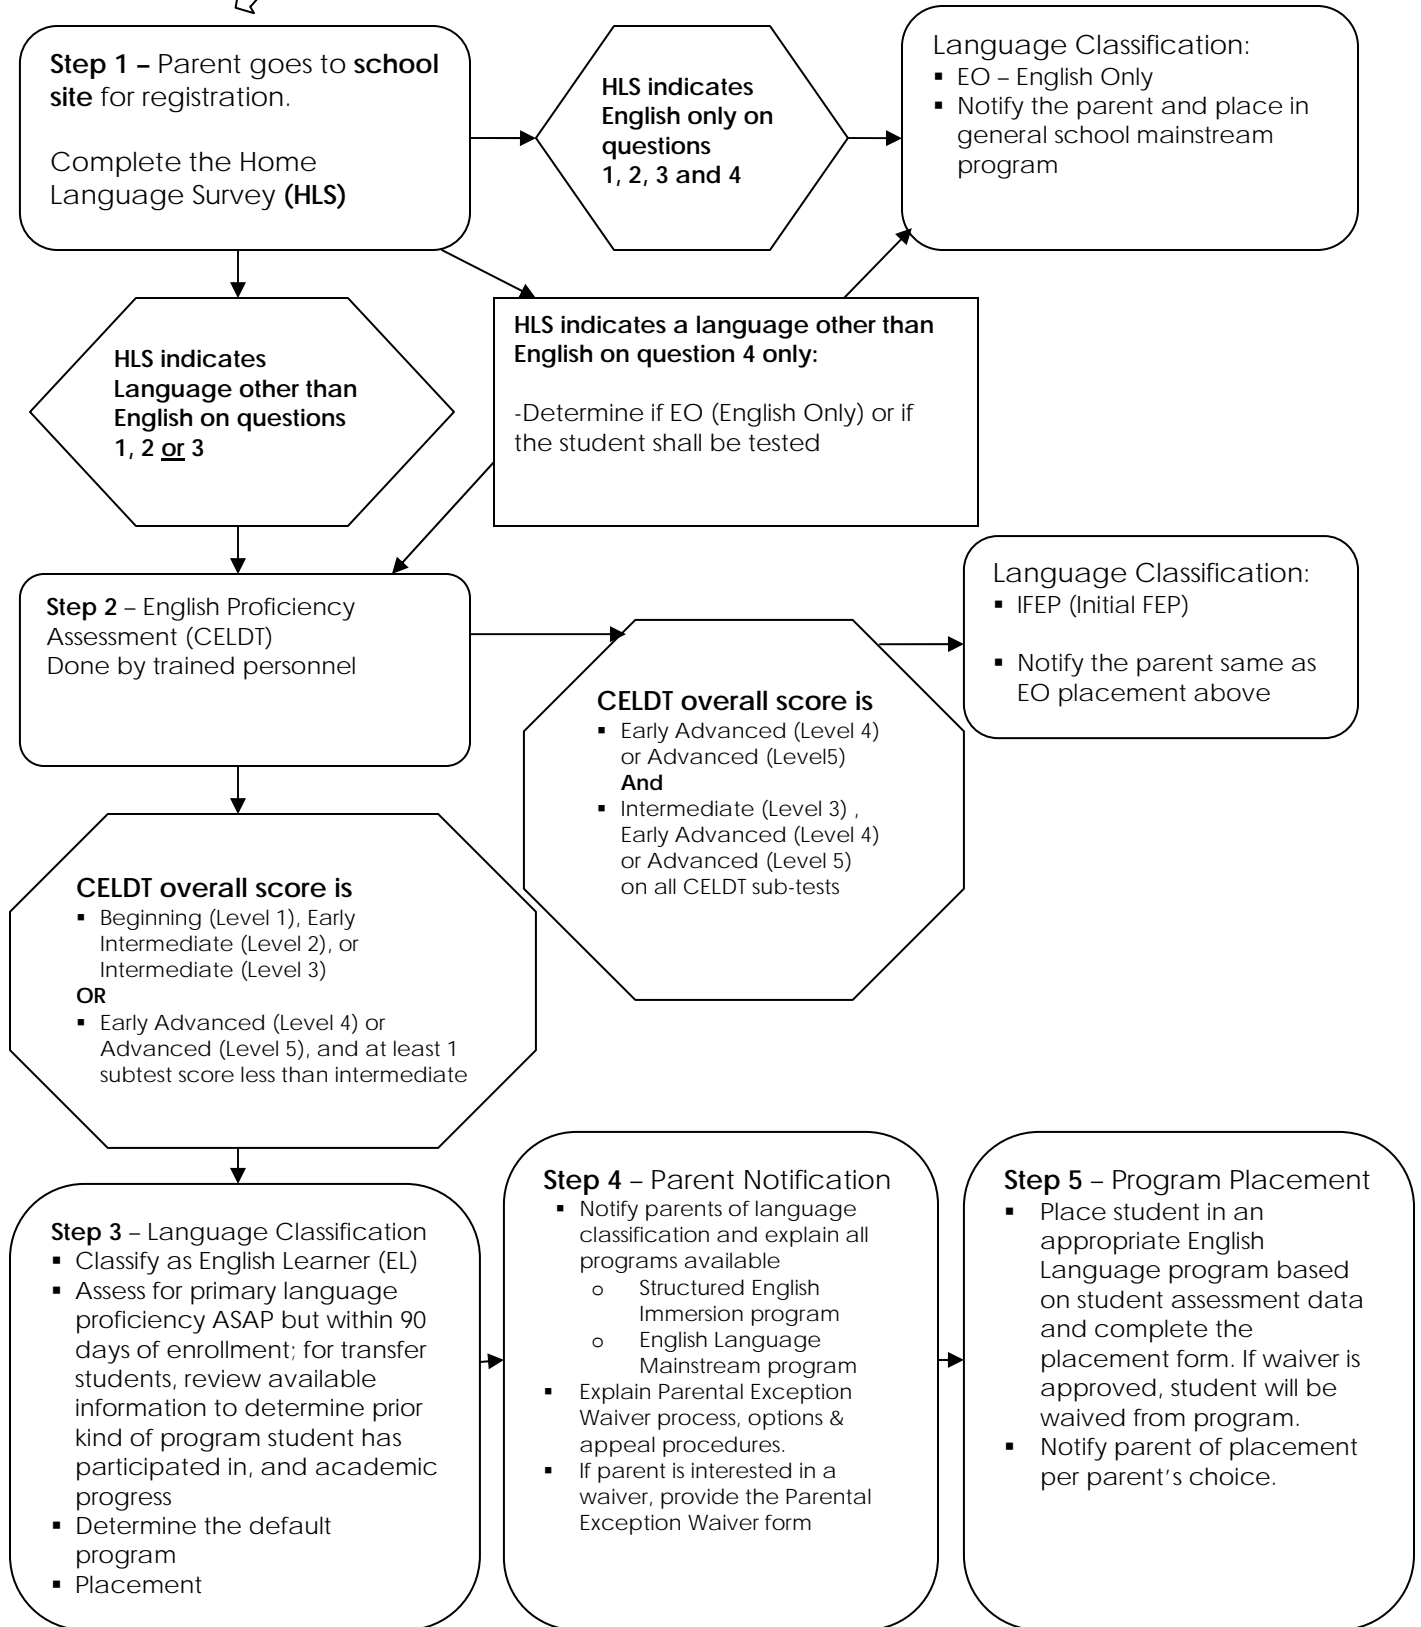 Step 1 – Parent goes to school
site for registration.
Complete the Home
Language Survey (HLS)
HLS indicates
English only on
questions
1, 2, 3 and 4
Language Classification:
▪ EO – English Only
▪ Notify the parent and place in
general school mainstream
program
HLS indicates
Language other than
English on questions
1, 2 or 3
HLS indicates a language other than
English on question 4 only:
-Determine if EO (English Only) or if
the student shall be tested
Step 2 – English Proficiency
Assessment (CELDT)
Done by trained personnel
CELDT overall score is
▪ Early Advanced (Level 4)
or Advanced (Level5)
And
▪ Intermediate (Level 3) ,
Early Advanced (Level 4)
or Advanced (Level 5)
on all CELDT sub-tests
Language Classification:
▪ IFEP (Initial FEP)
▪ Notify the parent same as
EO placement above
CELDT overall score is
▪ Beginning (Level 1), Early
Intermediate (Level 2), or
Intermediate (Level 3)
OR
▪ Early Advanced (Level 4) or
Advanced (Level 5), and at least 1
subtest score less than intermediate
Step 3 – Language Classification
▪ Classify as English Learner (EL)
▪ Assess for primary language
proficiency ASAP but within 90
days of enrollment; for transfer
students, review available
information to determine prior
kind of program student has
participated in, and academic
progress
▪ Determine the default
program
▪ Placement
Step 4 – Parent Notification
▪ Notify parents of language
classification and explain all
programs available
o Structured English
Immersion program
o English Language
Mainstream program
▪ Explain Parental Exception
Waiver process, options &
appeal procedures.
▪ If parent is interested in a
waiver, provide the Parental
Exception Waiver form
Step 5 – Program Placement
▪ Place student in an
appropriate English
Language program based
on student assessment data
and complete the
placement form. If waiver is
approved, student will be
waived from program.
▪ Notify parent of placement
per parent's choice.